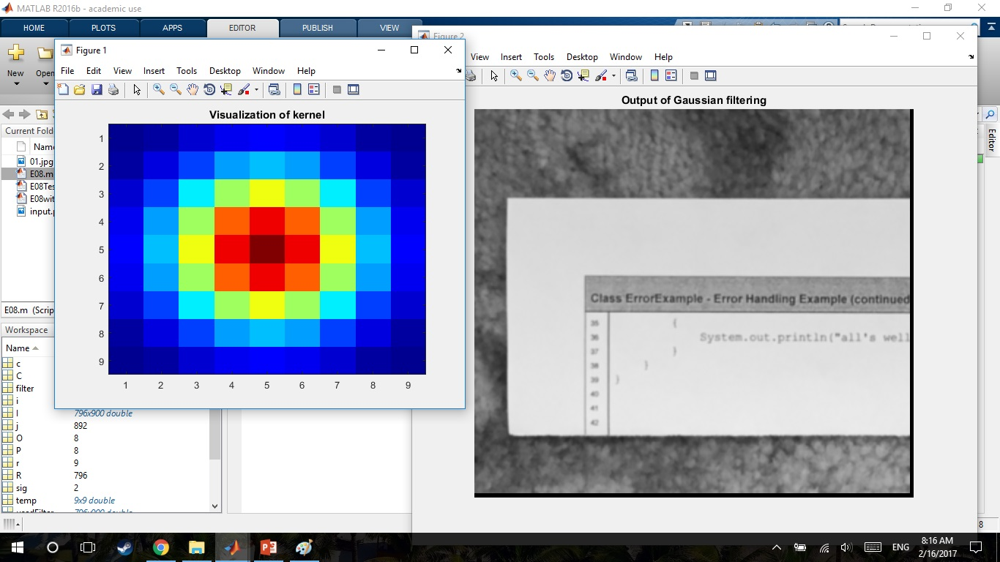 MATLAB R2016b - academic use
HOME PLOTS APPS EDITOR PUBLISH VIEW
Figure 2
Figure 1
View Insert Tools Desktop Window Help
File Edit View Insert Tools Desktop Window Help
New
Open
Output of Gaussian filtering
Visualization of kernel
Current Fold
Editor
Name
01.jpg
E08.m
E08Tes
E08wit
input.p
1
2
3
4
5
6
7
8
9
1 2 3 4 5 6 7 8 9
Class ErrorExample - Error Handling Example (continued
35 {
36 System.out.println("all's well
37 }
38 }
39 }
40
41
42
E08.m (Scrip
Workspace
Name
c
C
filter
i
I 796x900 double
j 892
O 8
P 8
r 9
R 796
sig 2
temp 9x9 double
8
ENG
8:16 AM
2/16/2017